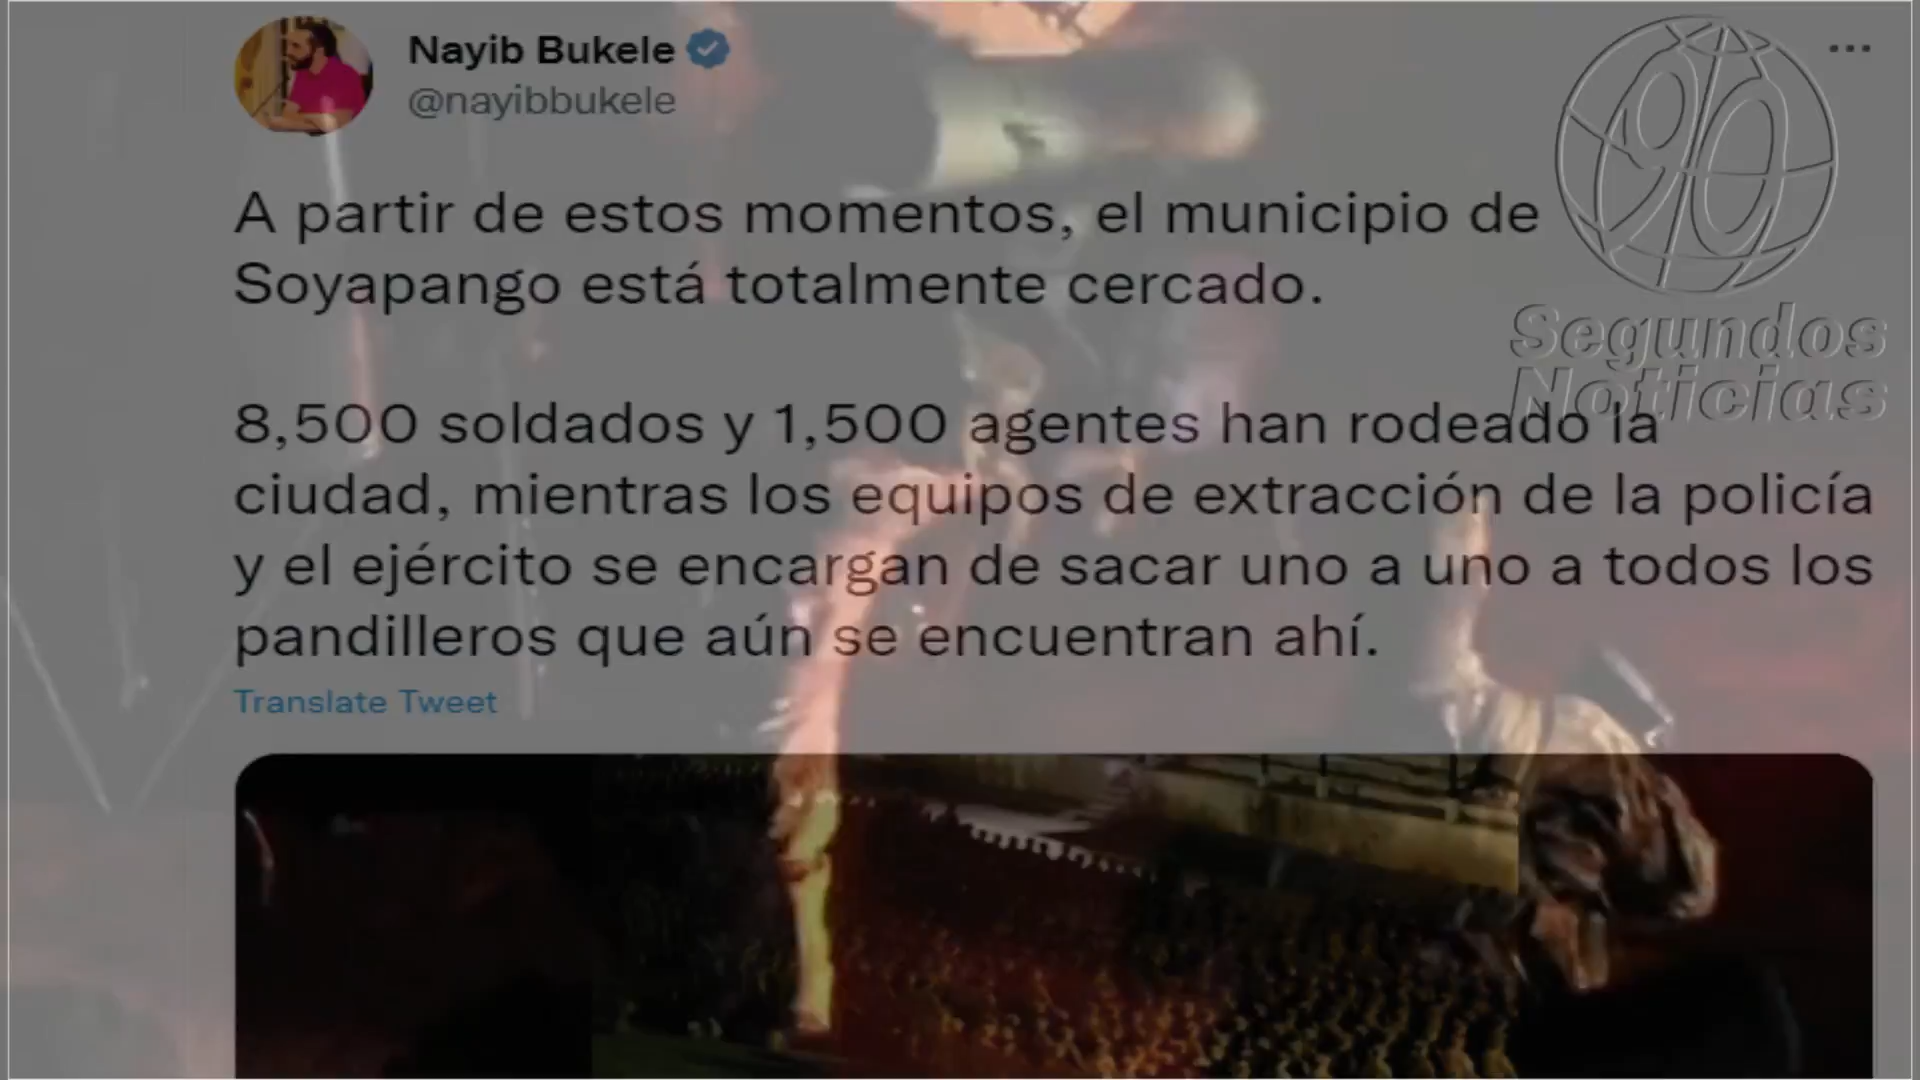 Nayib Bukele
@nayibbukele
A partir de estos momentos, el municipio de
Soyapango está totalmente cercado.
8,500 soldados y 1,500 agentes han rodeado la
ciudad, mientras los equipos de extracción de la policía
y el ejército se encargan de sacar uno a uno a todos los
pandilleros que aún se encuentran ahí.
Translate Tweet
90
Segundos
Noticias